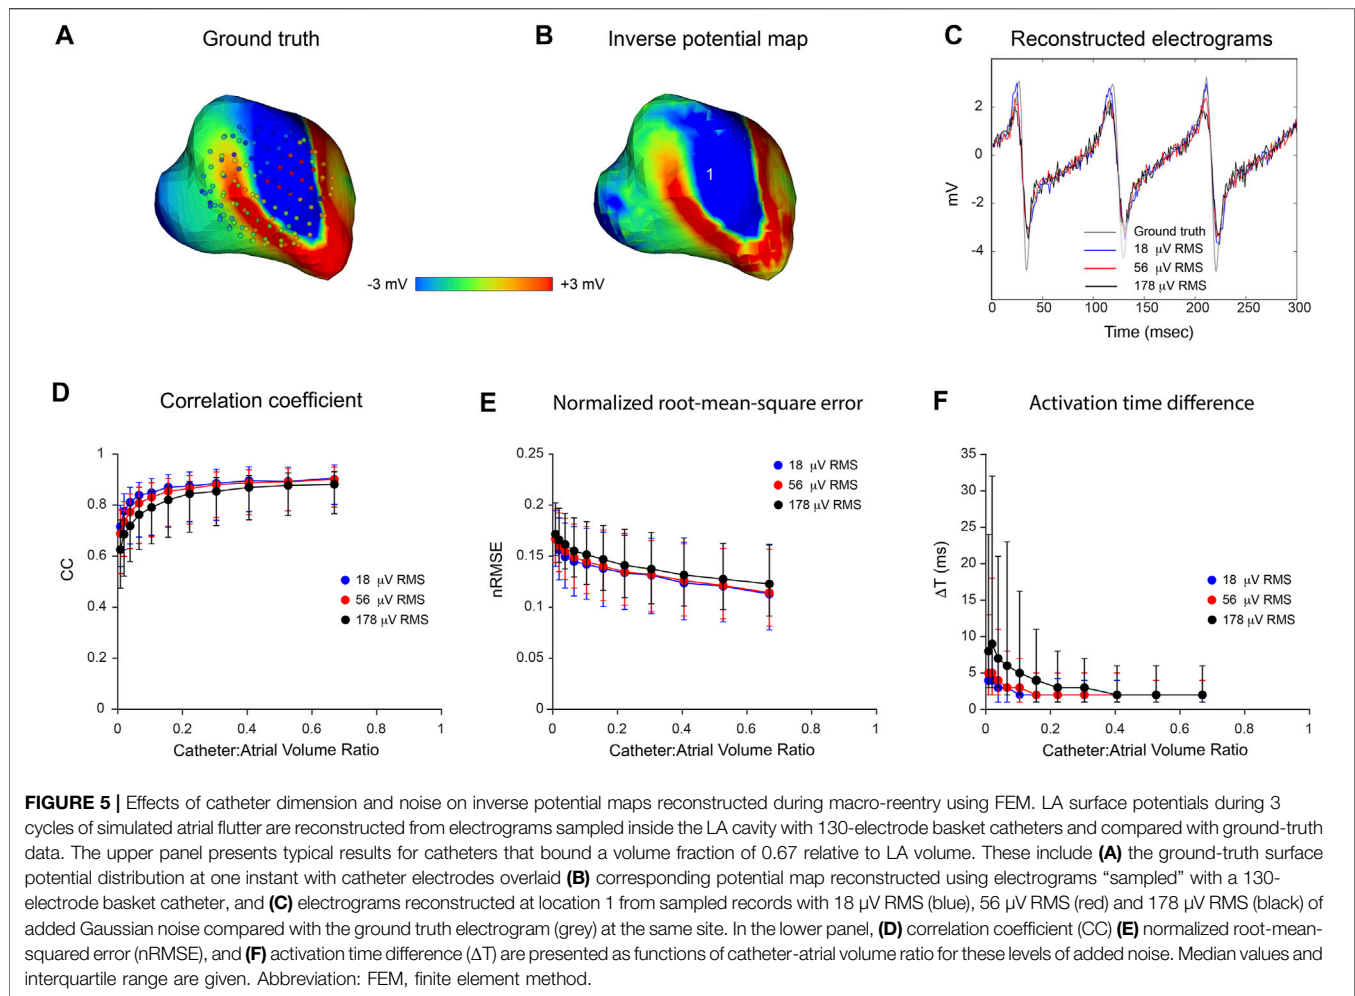 A Ground truth
B Inverse potential map
C Reconstructed electrograms
1
-3 mV +3 mV
2
0
-2
-4
mV
Ground truth
18 µV RMS
56 µV RMS
178 µV RMS
0 50 100 150 200 250 300
Time (msec)
D Correlation coefficient
1
0.8
0.6
0.4
0.2
0
CC
18 µV RMS
56 µV RMS
178 µV RMS
0 0.2 0.4 0.6 0.8 1
Catheter:Atrial Volume Ratio
E Normalized root-mean-square error
0.25
0.2
0.15
0.1
0.05
0
nRMSE
18 µV RMS
56 µV RMS
178 µV RMS
0 0.2 0.4 0.6 0.8 1
Catheter:Atrial Volume Ratio
F Activation time difference
35
30
25
20
15
10
5
0
ΔT (ms)
18 µV RMS
56 µV RMS
178 µV RMS
0 0.2 0.4 0.6 0.8 1
Catheter:Atrial Volume Ratio
FIGURE 5 | Effects of catheter dimension and noise on inverse potential maps reconstructed during macro-reentry using FEM. LA surface potentials during 3
cycles of simulated atrial flutter are reconstructed from electrograms sampled inside the LA cavity with 130-electrode basket catheters and compared with ground-truth
data. The upper panel presents typical results for catheters that bound a volume fraction of 0.67 relative to LA volume. These include (A) the ground-truth surface
potential distribution at one instant with catheter electrodes overlaid (B) corresponding potential map reconstructed using electrograms “sampled” with a 130-
electrode basket catheter, and (C) electrograms reconstructed at location 1 from sampled records with 18 µV RMS (blue), 56 µV RMS (red) and 178 µV RMS (black) of
added Gaussian noise compared with the ground truth electrogram (grey) at the same site. In the lower panel, (D) correlation coefficient (CC) (E) normalized root-mean-
squared error (nRMSE), and (F) activation time difference (ΔT) are presented as functions of catheter-atrial volume ratio for these levels of added noise. Median values and
interquartile range are given. Abbreviation: FEM, finite element method.